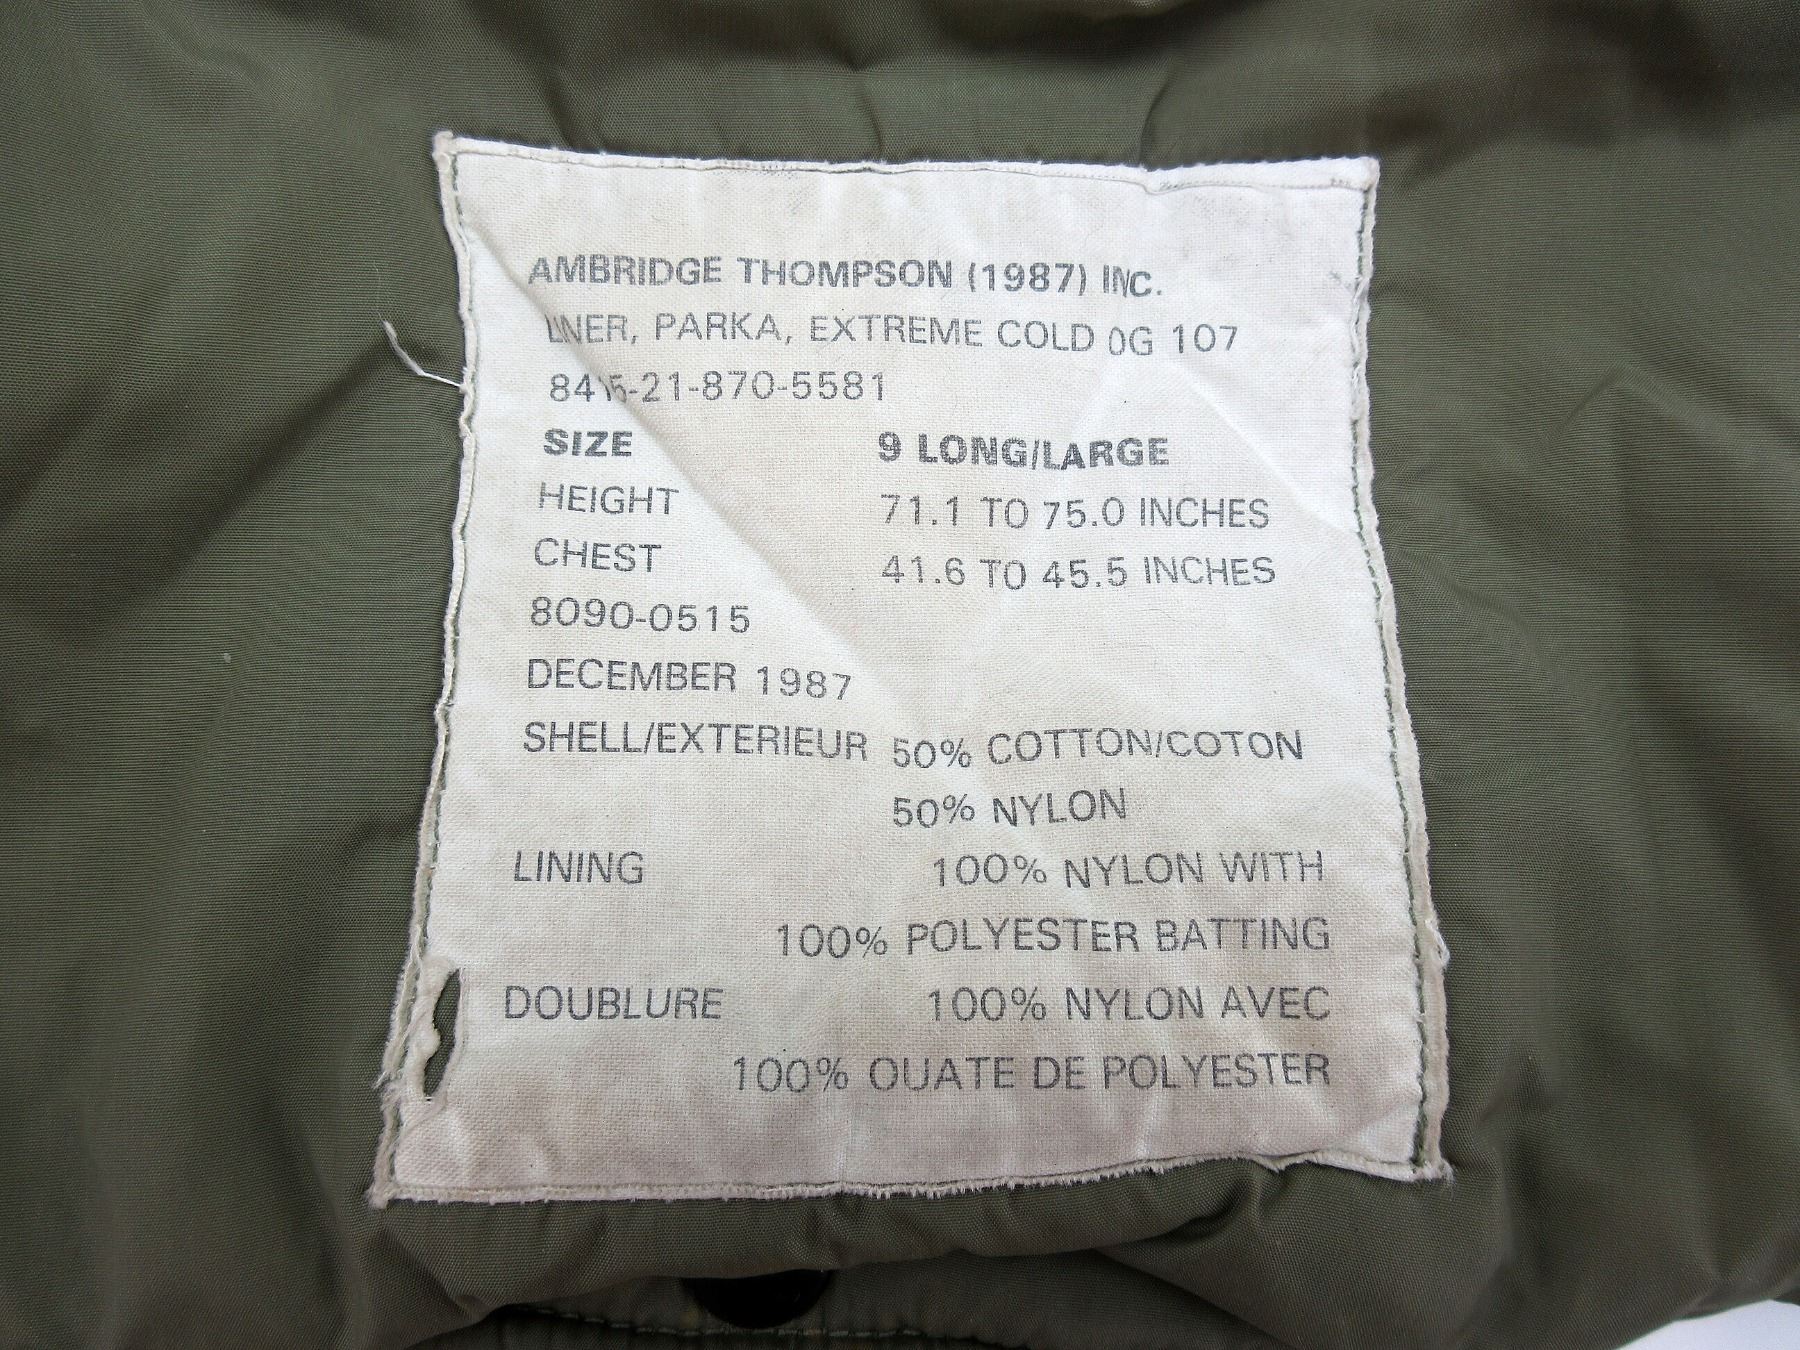 AMBRIDGE THOMPSON (1987) INC.
LINER, PARKA, EXTREME COLD OG 107
8415-21-870-5581
SIZE 9 LONG/LARGE
HEIGHT 71.1 TO 75.0 INCHES
CHEST 41.6 TO 45.5 INCHES
8090-0515
DECEMBER 1987
SHELL/EXTERIEUR 50% COTTON/COTON
50% NYLON
LINING 100% NYLON WITH
100% POLYESTER BATTING
DOUBLURE 100% NYLON AVEC
100% OUATE DE POLYESTER